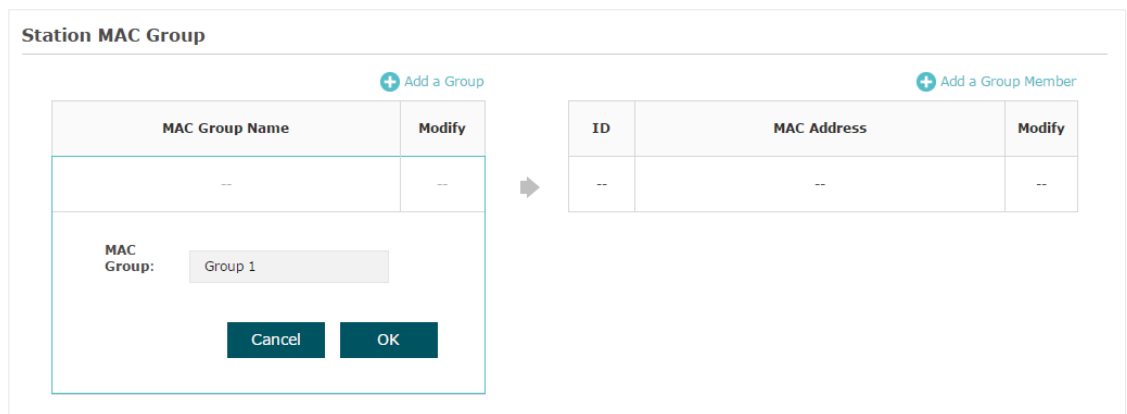 Station MAC Group
Add a Group
Add a Group Member
MAC Group Name Modify
ID MAC Address Modify
-- --
-- -- --
MAC
Group: Group 1
Cancel OK